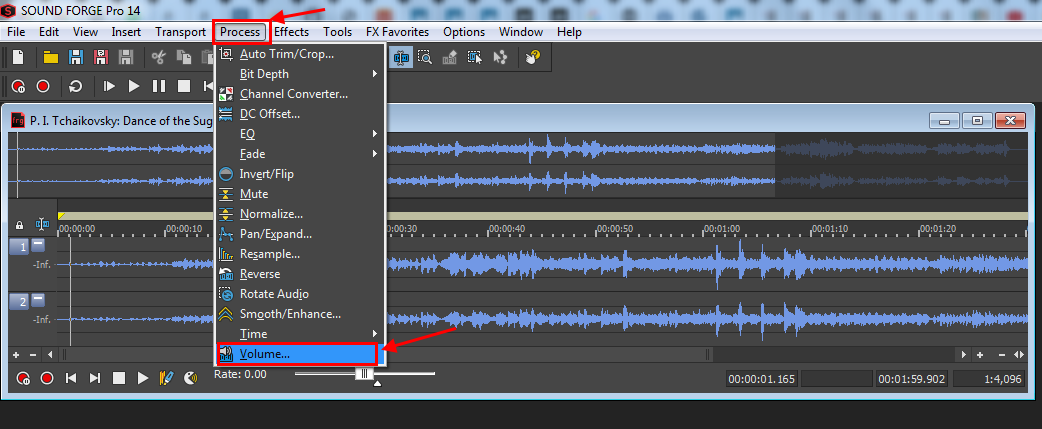 SOUND FORGE Pro 14
File Edit View Insert Transport Process Effects Tools FX Favorites Options Window Help
Auto Trim/Crop...
Bit Depth
Channel Converter...
DC Offset...
EQ
Fade
Invert/Flip
Mute
Normalize...
Pan/Expand...
Resample...
Reverse
Rotate Audio
Smooth/Enhance...
Time
Volume...
frg P. I. Tchaikovsky: Dance of the Sug
00:00:00 00:00:10 00:00:30 00:00:40 00:00:50 00:01:00 00:01:10 00:01:20
1
-Inf.
2
-Inf.
Rate: 0.00
00:00:01.165 00:01:59.902 1:4,096